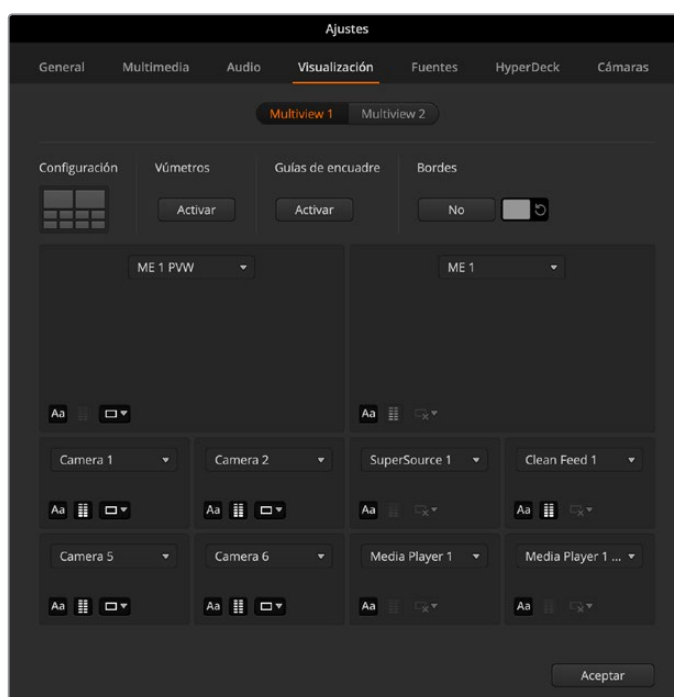 Ajustes
General Multimedia Audio Visualización Fuentes HyperDeck Cámaras
Multiview 1 Multiview 2
Configuración Vúmetros Guías de encuadre Bordes
Activar Activar No
ME 1 PVW ME 1
Aa Aa
Camera 1 Camera 2 SuperSource 1 Clean Feed 1
Aa Aa Aa Aa
Camera 5 Camera 6 Media Player 1 Media Player 1 ...
Aa Aa Aa Aa
Aceptar